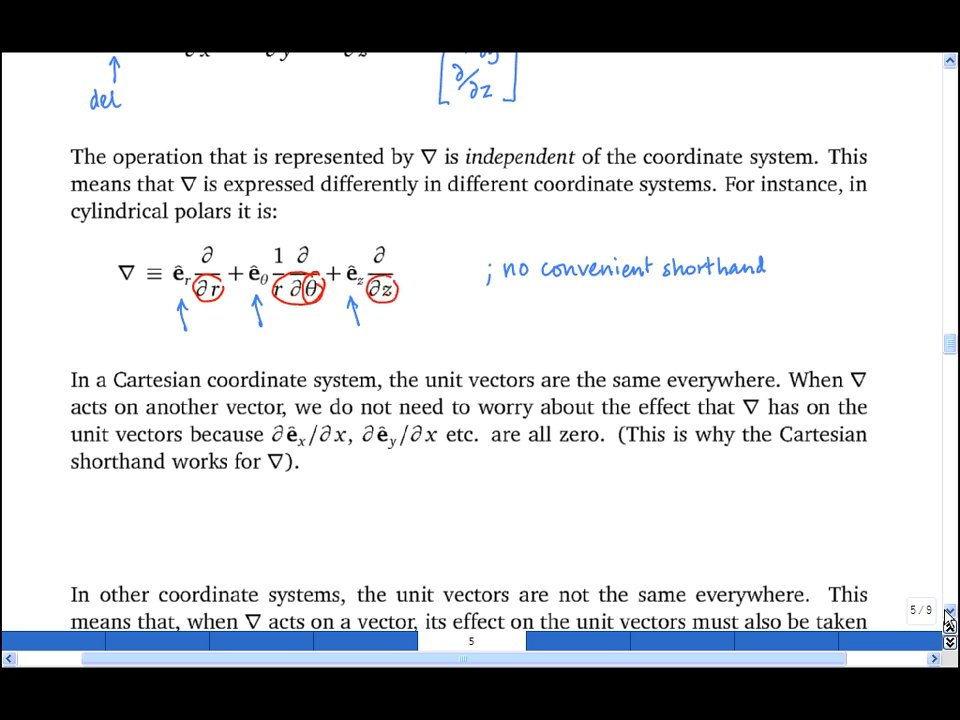 del
∂/∂z
The operation that is represented by ∇ is independent of the coordinate system. This
means that ∇ is expressed differently in different coordinate systems. For instance, in
cylindrical polars it is:
∇ ≡ ê_r ∂/∂r + ê_θ 1/r ∂/∂θ + ê_z ∂/∂z ; no convenient shorthand
In a Cartesian coordinate system, the unit vectors are the same everywhere. When ∇
acts on another vector, we do not need to worry about the effect that ∇ has on the
unit vectors because ∂ê_x/∂x, ∂ê_y/∂x etc. are all zero. (This is why the Cartesian
shorthand works for ∇).
In other coordinate systems, the unit vectors are not the same everywhere. This
means that, when ∇ acts on a vector, its effect on the unit vectors must also be taken
5 / 9
5